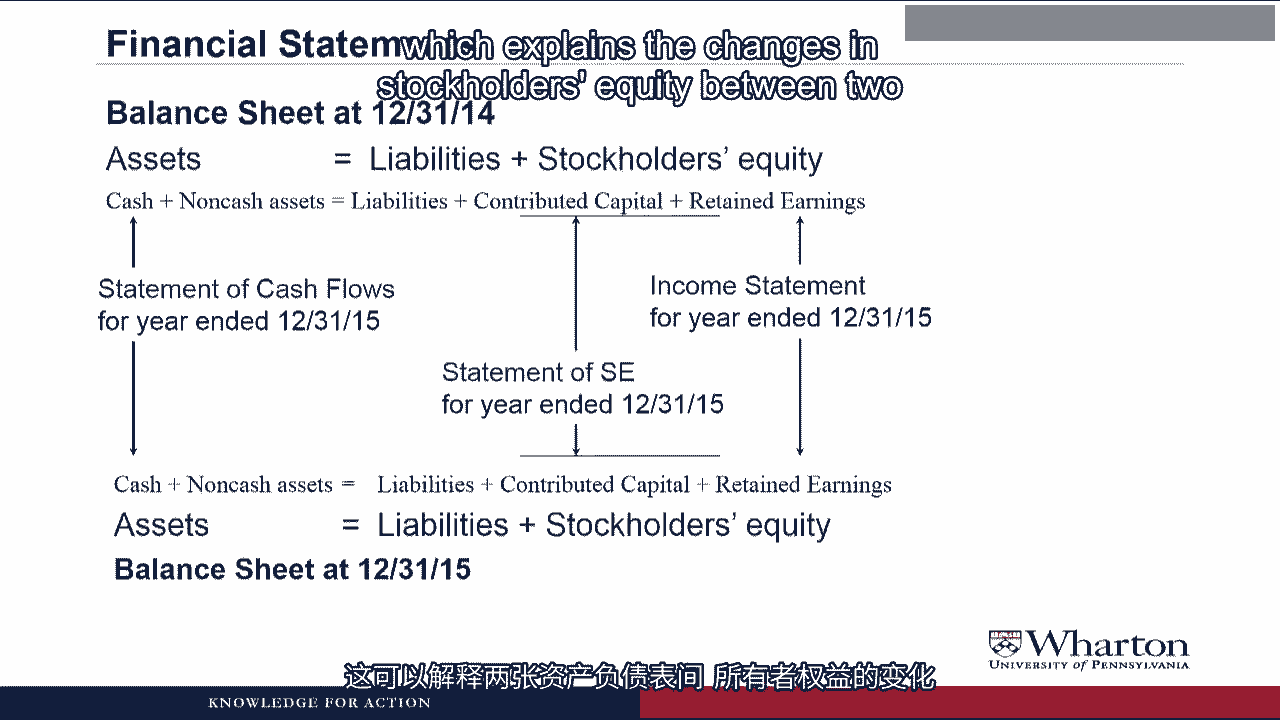 Financial Statem
which explains the changes in
stockholders' equity between two
Balance Sheet at 12/31/14
Assets = Liabilities + Stockholders' equity
Cash + Noncash assets = Liabilities + Contributed Capital + Retained Earnings
Statement of Cash Flows
for year ended 12/31/15
Income Statement
for year ended 12/31/15
Statement of SE
for year ended 12/31/15
Cash + Noncash assets = Liabilities + Contributed Capital + Retained Earnings
Assets = Liabilities + Stockholders' equity
Balance Sheet at 12/31/15
Wharton
UNIVERSITY of PENNSYLVANIA
这可以解释两张资产负债表间 所有者权益的变化
KNOWLEDGE FOR ACTION